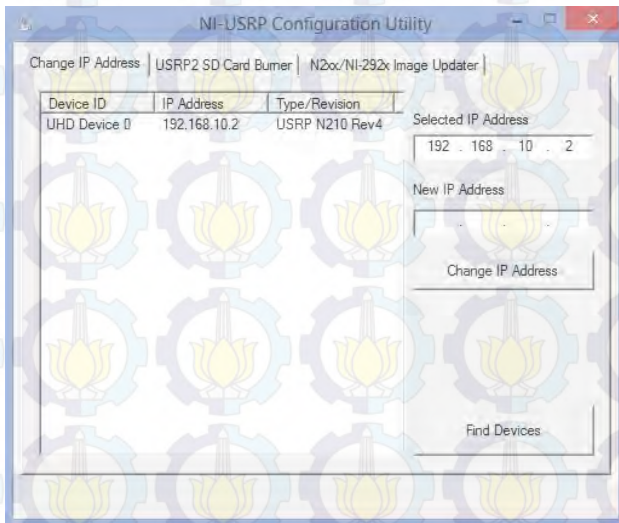 NI-USRP Configuration Utility
Change IP Address USRP2 SD Card Burner N2xx/NI-292x Image Updater
Device ID IP Address Type/Revision
UHD Device 0 192.168.10.2 USRP N210 Rev4
Selected IP Address
192 . 168 . 10 . 2
New IP Address
. . .
Change IP Address
Find Devices